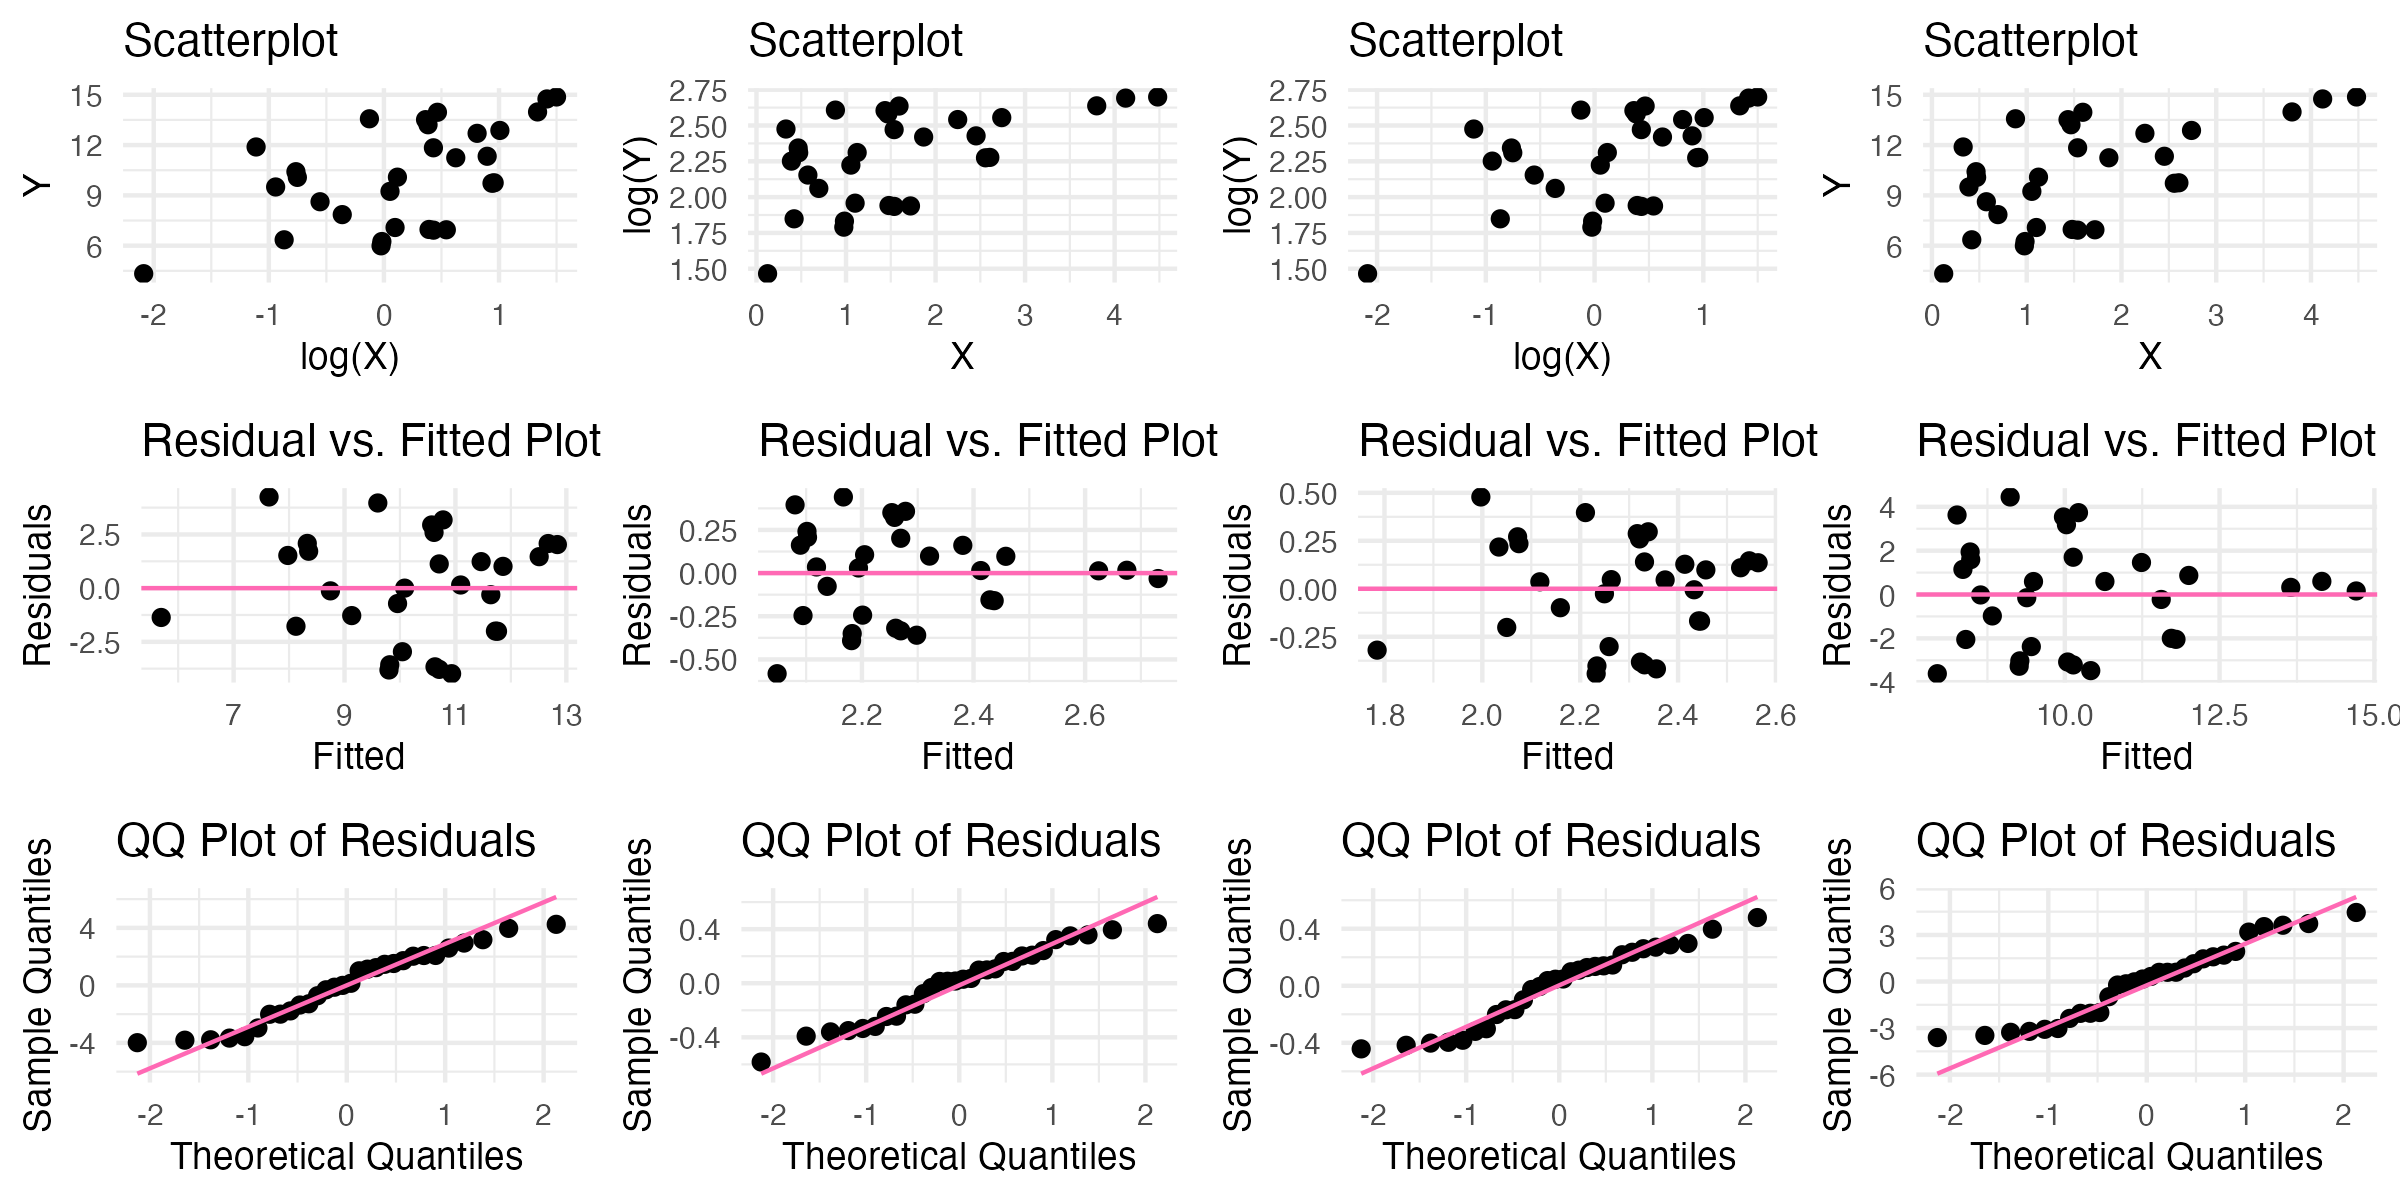 Scatterplot
Y
15
12
9
6
-2 -1 0 1
log(X)
Scatterplot
log(Y)
2.75
2.50
2.25
2.00
1.75
1.50
0 1 2 3 4
X
Scatterplot
log(Y)
2.75
2.50
2.25
2.00
1.75
1.50
-2 -1 0 1
log(X)
Scatterplot
Y
15
12
9
6
0 1 2 3 4
X
Residual vs. Fitted Plot
Residuals
2.5
0.0
-2.5
7 9 11 13
Fitted
Residual vs. Fitted Plot
Residuals
0.25
0.00
-0.25
-0.50
2.2 2.4 2.6
Fitted
Residual vs. Fitted Plot
Residuals
0.50
0.25
0.00
-0.25
1.8 2.0 2.2 2.4 2.6
Fitted
Residual vs. Fitted Plot
Residuals
4
2
0
-2
-4
10.0 12.5 15.0
Fitted
QQ Plot of Residuals
Sample Quantiles
4
0
-4
-2 -1 0 1 2
Theoretical Quantiles
QQ Plot of Residuals
Sample Quantiles
0.4
0.0
-0.4
-2 -1 0 1 2
Theoretical Quantiles
QQ Plot of Residuals
Sample Quantiles
0.4
0.0
-0.4
-2 -1 0 1 2
Theoretical Quantiles
QQ Plot of Residuals
Sample Quantiles
6
3
0
-3
-6
-2 -1 0 1 2
Theoretical Quantiles